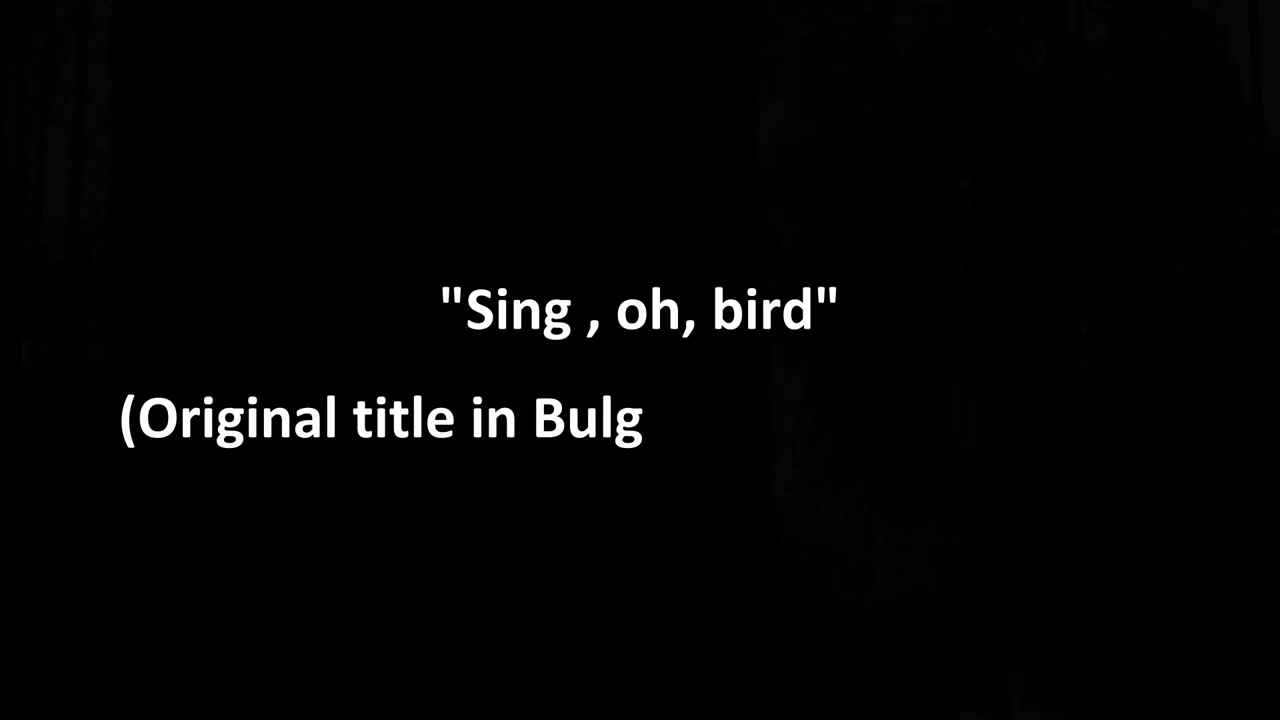 "Sing , oh, bird"
(Original title in Bulg